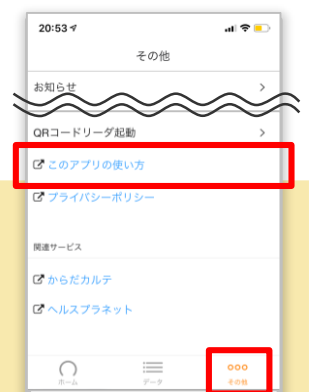 20:53
その他
お知らせ
QRコードリーダ起動
このアプリの使い方
プライバシーポリシー
関連サービス
からだカルテ
ヘルスプラネット
ホーム データ その他